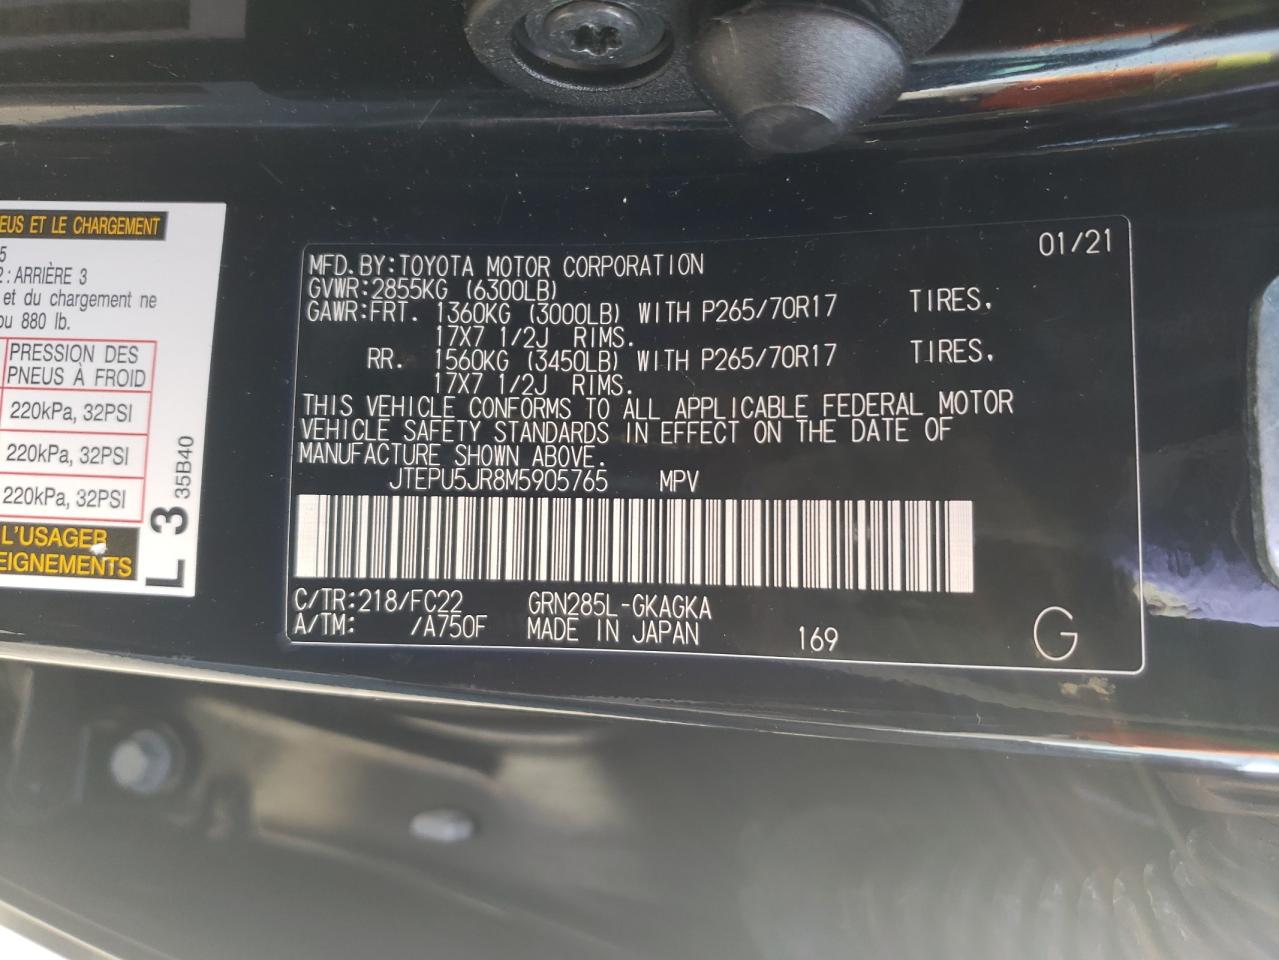 EUS ET LE CHARGEMENT
5
2 : ARRIÈRE 3
et du chargement ne
ou 880 lb.
PRESSION DES
PNEUS À FROID
220kPa, 32PSI
220kPa, 32PSI
220kPa, 32PSI
L'USAGER
EIGNEMENTS
L 3 35B40
01/21
MFD.BY:TOYOTA MOTOR CORPORATION
GVWR:2855KG (6300LB)
GAWR:FRT. 1360KG (3000LB) WITH P265/70R17 TIRES,
17X7 1/2J RIMS.
RR. 1560KG (3450LB) WITH P265/70R17 TIRES,
17X7 1/2J RIMS.
THIS VEHICLE CONFORMS TO ALL APPLICABLE FEDERAL MOTOR
VEHICLE SAFETY STANDARDS IN EFFECT ON THE DATE OF
MANUFACTURE SHOWN ABOVE.
JTEPU5JR8M5905765 MPV
C/TR:218/FC22 GRN285L-GKAGKA
A/TM: /A750F MADE IN JAPAN 169 G